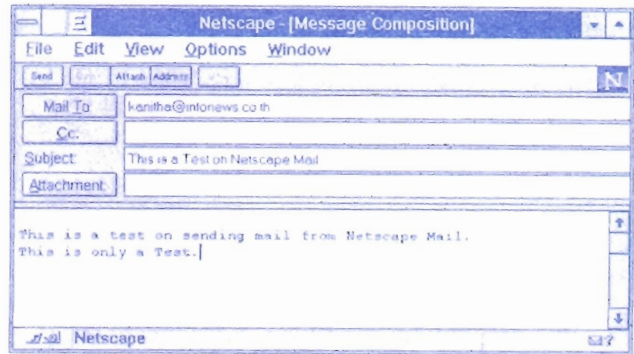 Netscape - [Message Composition]
File Edit View Options Window
Send Attach Address
N
Mail To: kanitha@infonews.co.th
Cc:
Subject: This is a Test on Netscape Mail
Attachment:
This is a test on sending mail from Netscape Mail.
This is only a Test.
Netscape
?